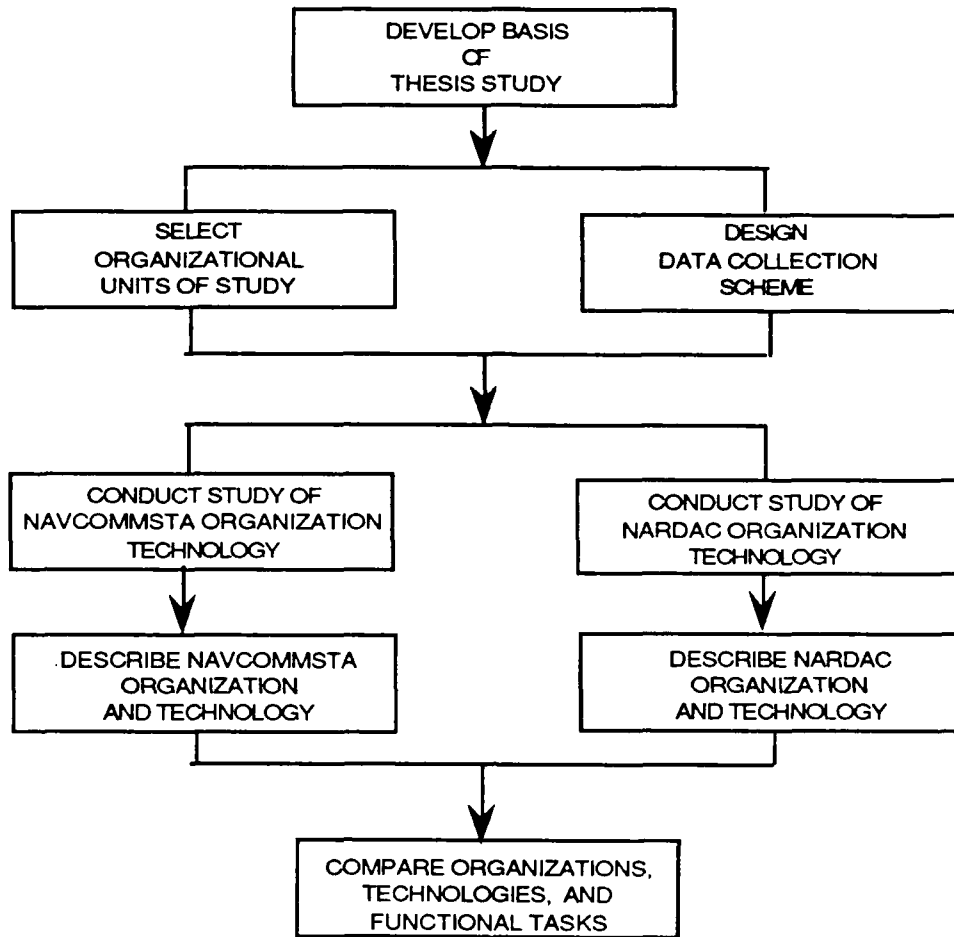 DEVELOP BASIS
OF
THESIS STUDY
SELECT
ORGANIZATIONAL
UNITS OF STUDY
DESIGN
DATA COLLECTION
SCHEME
CONDUCT STUDY OF
NAVCOMMSTA ORGANIZATION
TECHNOLOGY
CONDUCT STUDY OF
NARDAC ORGANIZATION
TECHNOLOGY
DESCRIBE NAVCOMMSTA
ORGANIZATION
AND TECHNOLOGY
DESCRIBE NARDAC
ORGANIZATION
AND TECHNOLOGY
COMPARE ORGANIZATIONS,
TECHNOLOGIES, AND
FUNCTIONAL TASKS